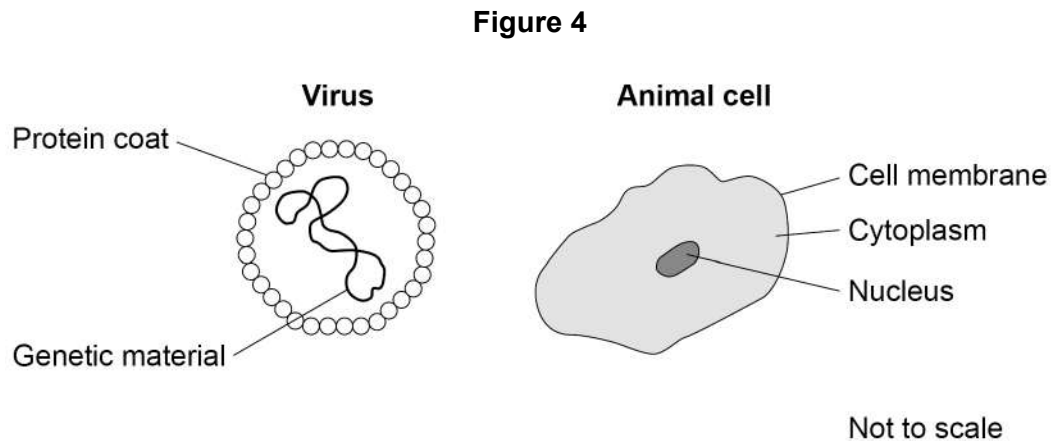 Figure 4
Virus
Animal cell
Protein coat
Cell membrane
Cytoplasm
Nucleus
Genetic material
Not to scale